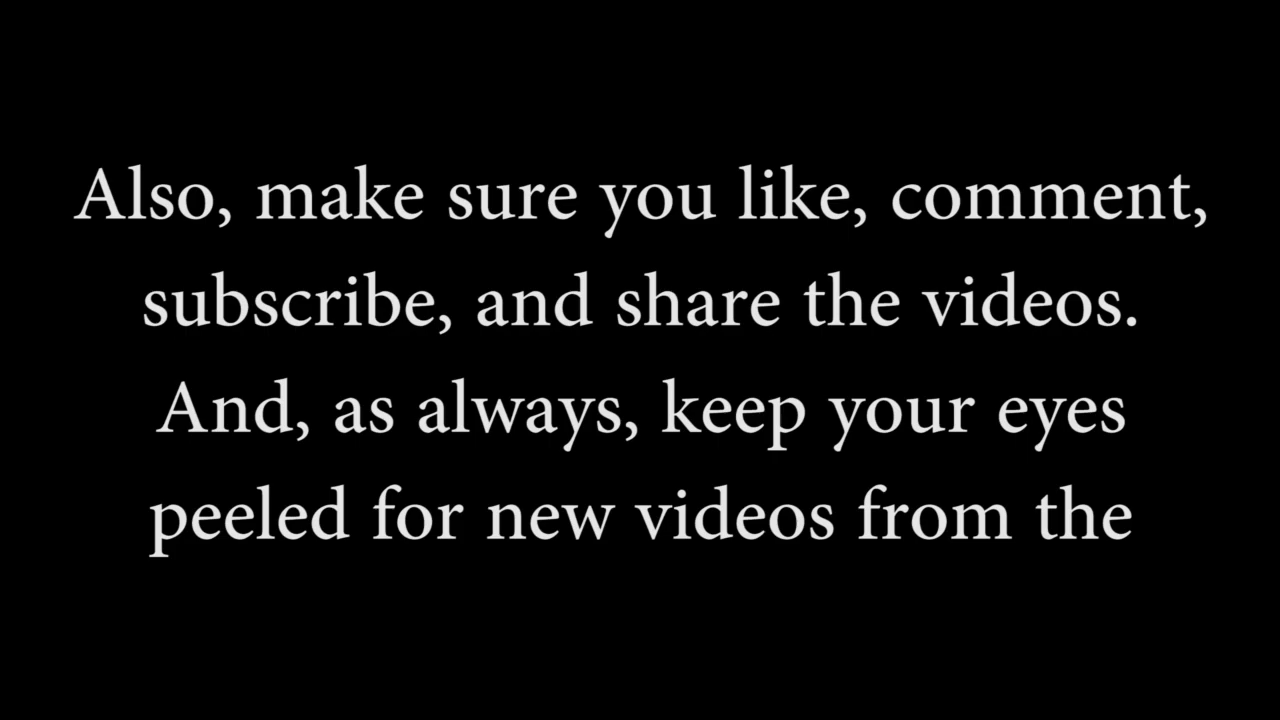 Also, make sure you like, comment,
subscribe, and share the videos.
And, as always, keep your eyes
peeled for new videos from the